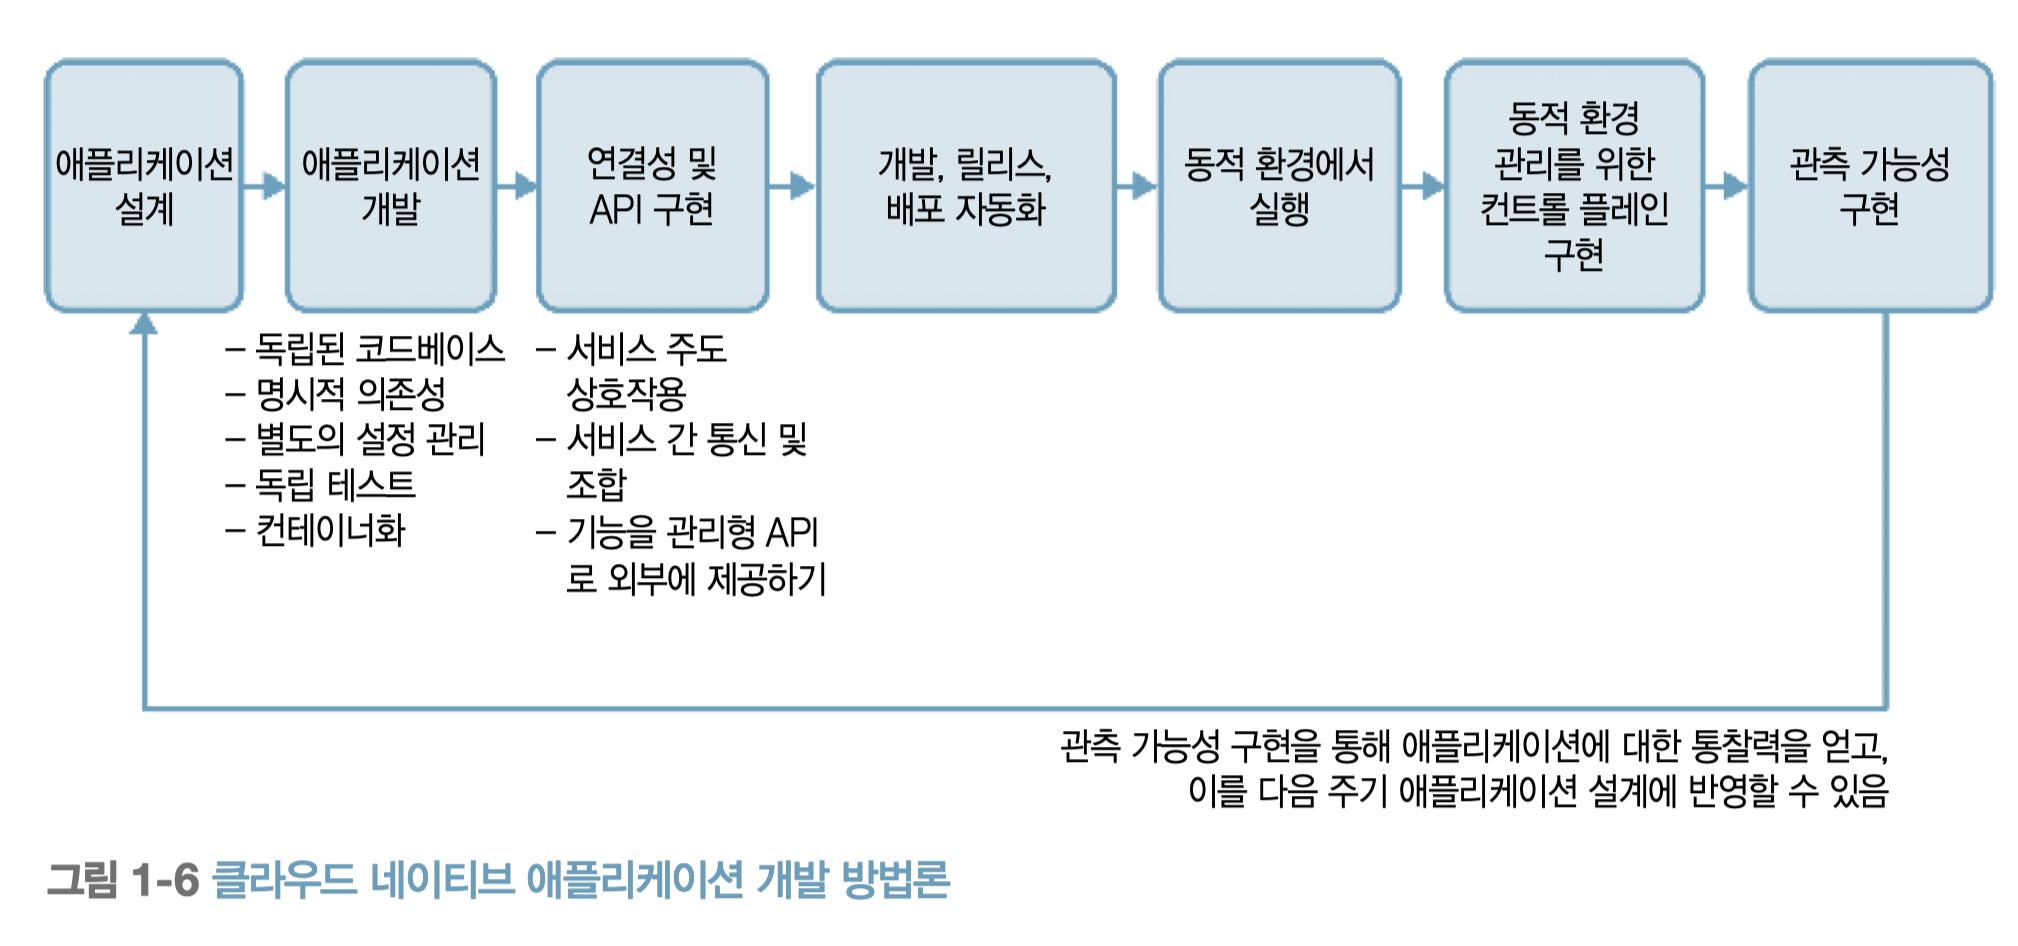 애플리케이션
설계
애플리케이션
개발
연결성 및
API 구현
개발, 릴리스,
배포 자동화
동적 환경에서
실행
동적 환경
관리를 위한
컨트롤 플레인
구현
관측 가능성
구현
– 독립된 코드베이스
– 명시적 의존성
– 별도의 설정 관리
– 독립 테스트
– 컨테이너화
– 서비스 주도
상호작용
– 서비스 간 통신 및
조합
– 기능을 관리형 API
로 외부에 제공하기
관측 가능성 구현을 통해 애플리케이션에 대한 통찰력을 얻고,
이를 다음 주기 애플리케이션 설계에 반영할 수 있음
그림 1-6 클라우드 네이티브 애플리케이션 개발 방법론